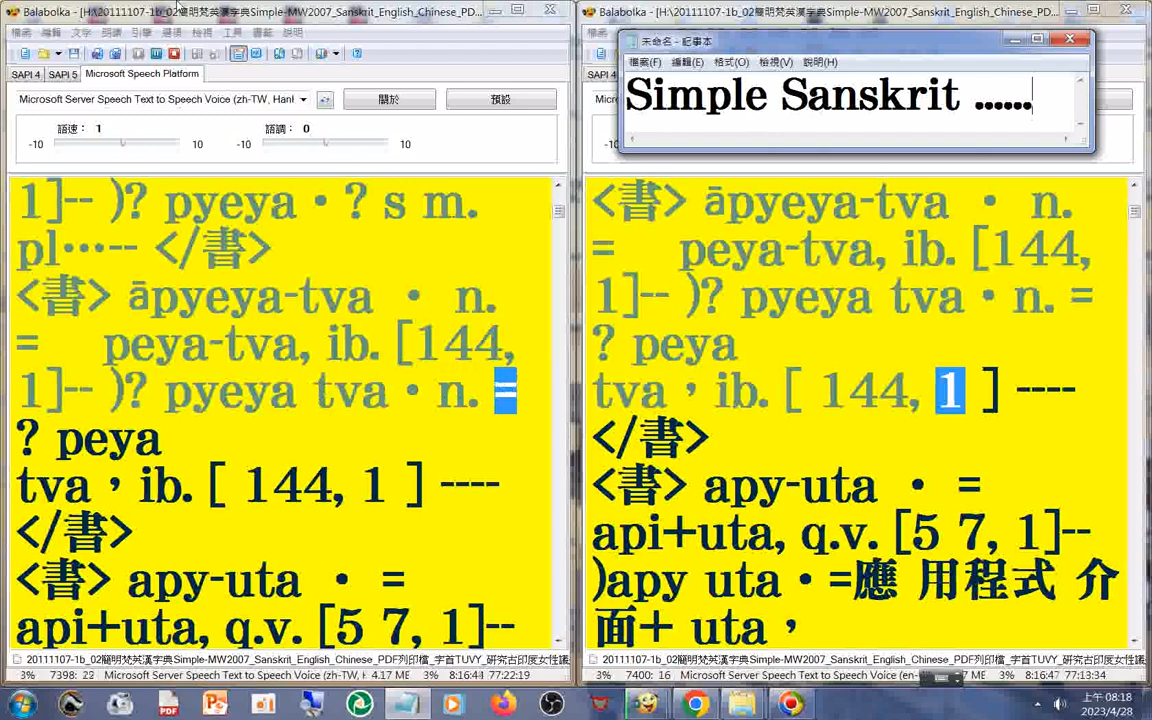 Balabolka - [H:\20111107-1b_02簡明梵英漢字典Simple-MW2007_Sanskrit_English_Chinese_PD...
檔案 編輯 文字 朗讀 引擎 選項 檢視 工具 書籤 說明
SAPI 4 SAPI 5 Microsoft Speech Platform
Microsoft Server Speech Text to Speech Voice (zh-TW, Hanl
關於 預設
語速： 1 語調： 0
-10 10 -10 10
1]-- )? pyeya • ? s m.
pl…-- </書>
<書> āpyeya-tva • n.
= peya-tva, ib. [144,
1]-- )? pyeya tva • n. =
? peya
tva，ib. [ 144, 1 ] ----
</書>
<書> apy-uta • =
api+uta, q.v. [5 7, 1]--
20111107-1b_02簡明梵英漢字典Simple-MW2007_Sanskrit_English_Chinese_PDF列印檔_字首TUVY_研究古印度女性議
3% 7398: 22 Microsoft Server Speech Text to Speech Voice (zh-TW, H 4.17 ME 3% 8:16:44 77:22:19
Balabolka - [H:\20111107-1b_02簡明梵英漢字典Simple-MW2007_Sanskrit_English_Chinese_PD...
檔案
SAPI 4
Micr
-10
未命名 - 記事本
檔案(F) 編輯(E) 格式(O) 檢視(V) 說明(H)
Simple Sanskrit ......
<書> āpyeya-tva • n.
= peya-tva, ib. [144,
1]-- )? pyeya tva • n. =
? peya
tva，ib. [ 144, 1 ] ----
</書>
<書> apy-uta • =
api+uta, q.v. [5 7, 1]--
)apy uta • =應 用程式 介
面+ uta，
20111107-1b_02簡明梵英漢字典Simple-MW2007_Sanskrit_English_Chinese_PDF列印檔_字首TUVY_研究古印度女性議
3% 7400: 16 Microsoft Server Speech Text to Speech Voice (en- 3% 8:16:47 77:13:34
上午 08:18
2023/4/28